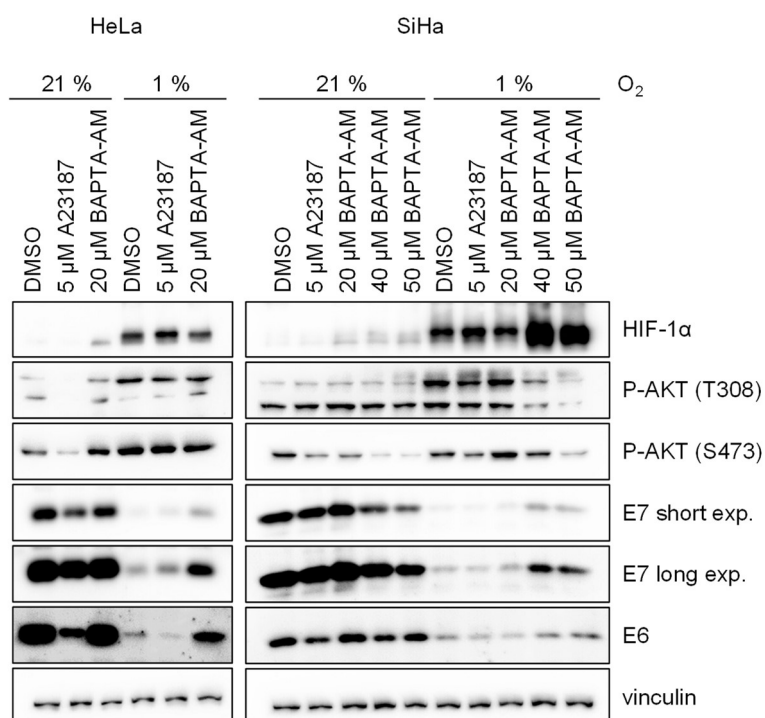 HeLa SiHa
21 % 1 % 21 % 1 % O₂
DMSO
5 µM A23187
20 µM BAPTA-AM
DMSO
5 µM A23187
20 µM BAPTA-AM
DMSO
5 µM A23187
20 µM BAPTA-AM
40 µM BAPTA-AM
50 µM BAPTA-AM
DMSO
5 µM A23187
20 µM BAPTA-AM
40 µM BAPTA-AM
50 µM BAPTA-AM
HIF-1α
P-AKT (T308)
P-AKT (S473)
E7 short exp.
E7 long exp.
E6
vinculin